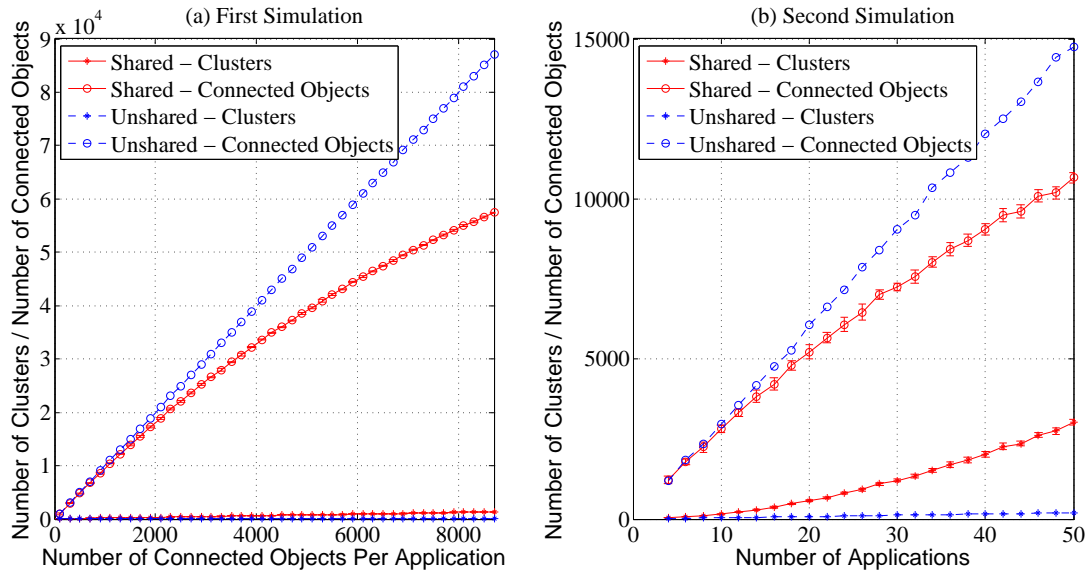 (a) First Simulation
x 10^4
9
8
7
6
5
4
3
2
1
0
0 2000 4000 6000 8000
Number of Clusters / Number of Connected Objects
Number of Connected Objects Per Application
Shared – Clusters
Shared – Connected Objects
Unshared – Clusters
Unshared – Connected Objects
(b) Second Simulation
15000
10000
5000
0
0 10 20 30 40 50
Number of Clusters / Number of Connected Objects
Number of Applications
Shared – Clusters
Shared – Connected Objects
Unshared – Clusters
Unshared – Connected Objects